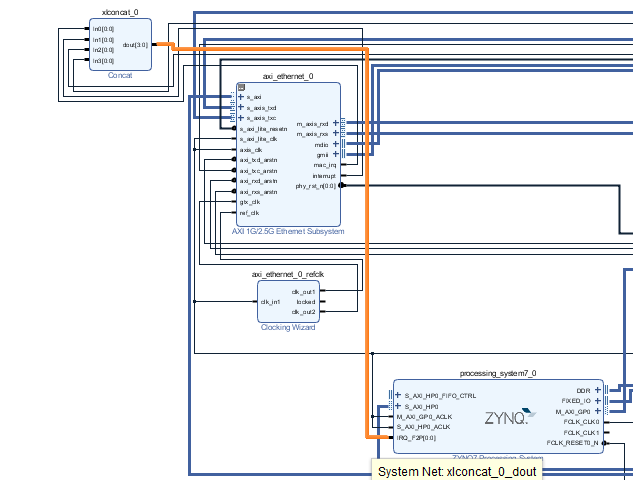 xlconcat_0
In0[0:0]
In1[0:0]
In2[0:0]
In3[0:0]
dout[3:0]
Concat
axi_ethernet_0
s_axi
s_axis_txd
s_axis_txc
s_axi_lite_resetn
s_axi_lite_clk
axis_clk
axi_txd_arstn
axi_txc_arstn
axi_rxd_arstn
axi_rxs_arstn
gtx_clk
ref_clk
m_axis_rxd
m_axis_rxs
mdio
gmii
mac_irq
interrupt
phy_rst_n[0:0]
AXI 1G/2.5G Ethernet Subsystem
axi_ethernet_0_refclk
clk_in1
clk_out1
locked
clk_out2
Clocking Wizard
processing_system7_0
S_AXI_HP0_FIFO_CTRL
S_AXI_HP0
M_AXI_GP0_ACLK
S_AXI_HP0_ACLK
IRQ_F2P[0:0]
ZYNQ
DDR
FIXED_IO
M_AXI_GP0
FCLK_CLK0
FCLK_CLK1
FCLK_RESET0_N
ZYNQ7 Processing System
System Net: xlconcat_0_dout